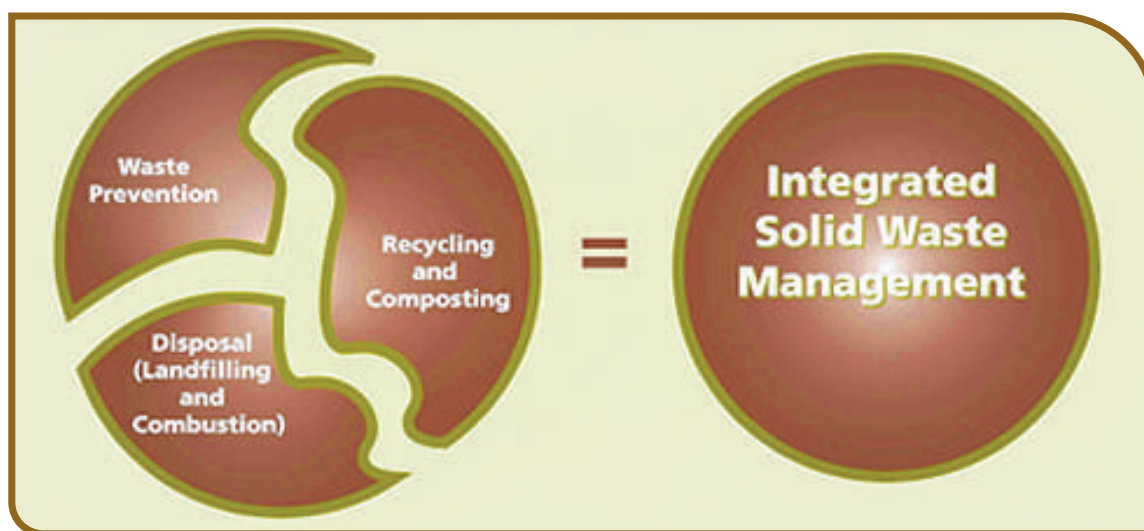 Waste
Prevention
Recycling
and
Composting
Disposal
(Landfilling
and
Combustion)
=
Integrated
Solid Waste
Management